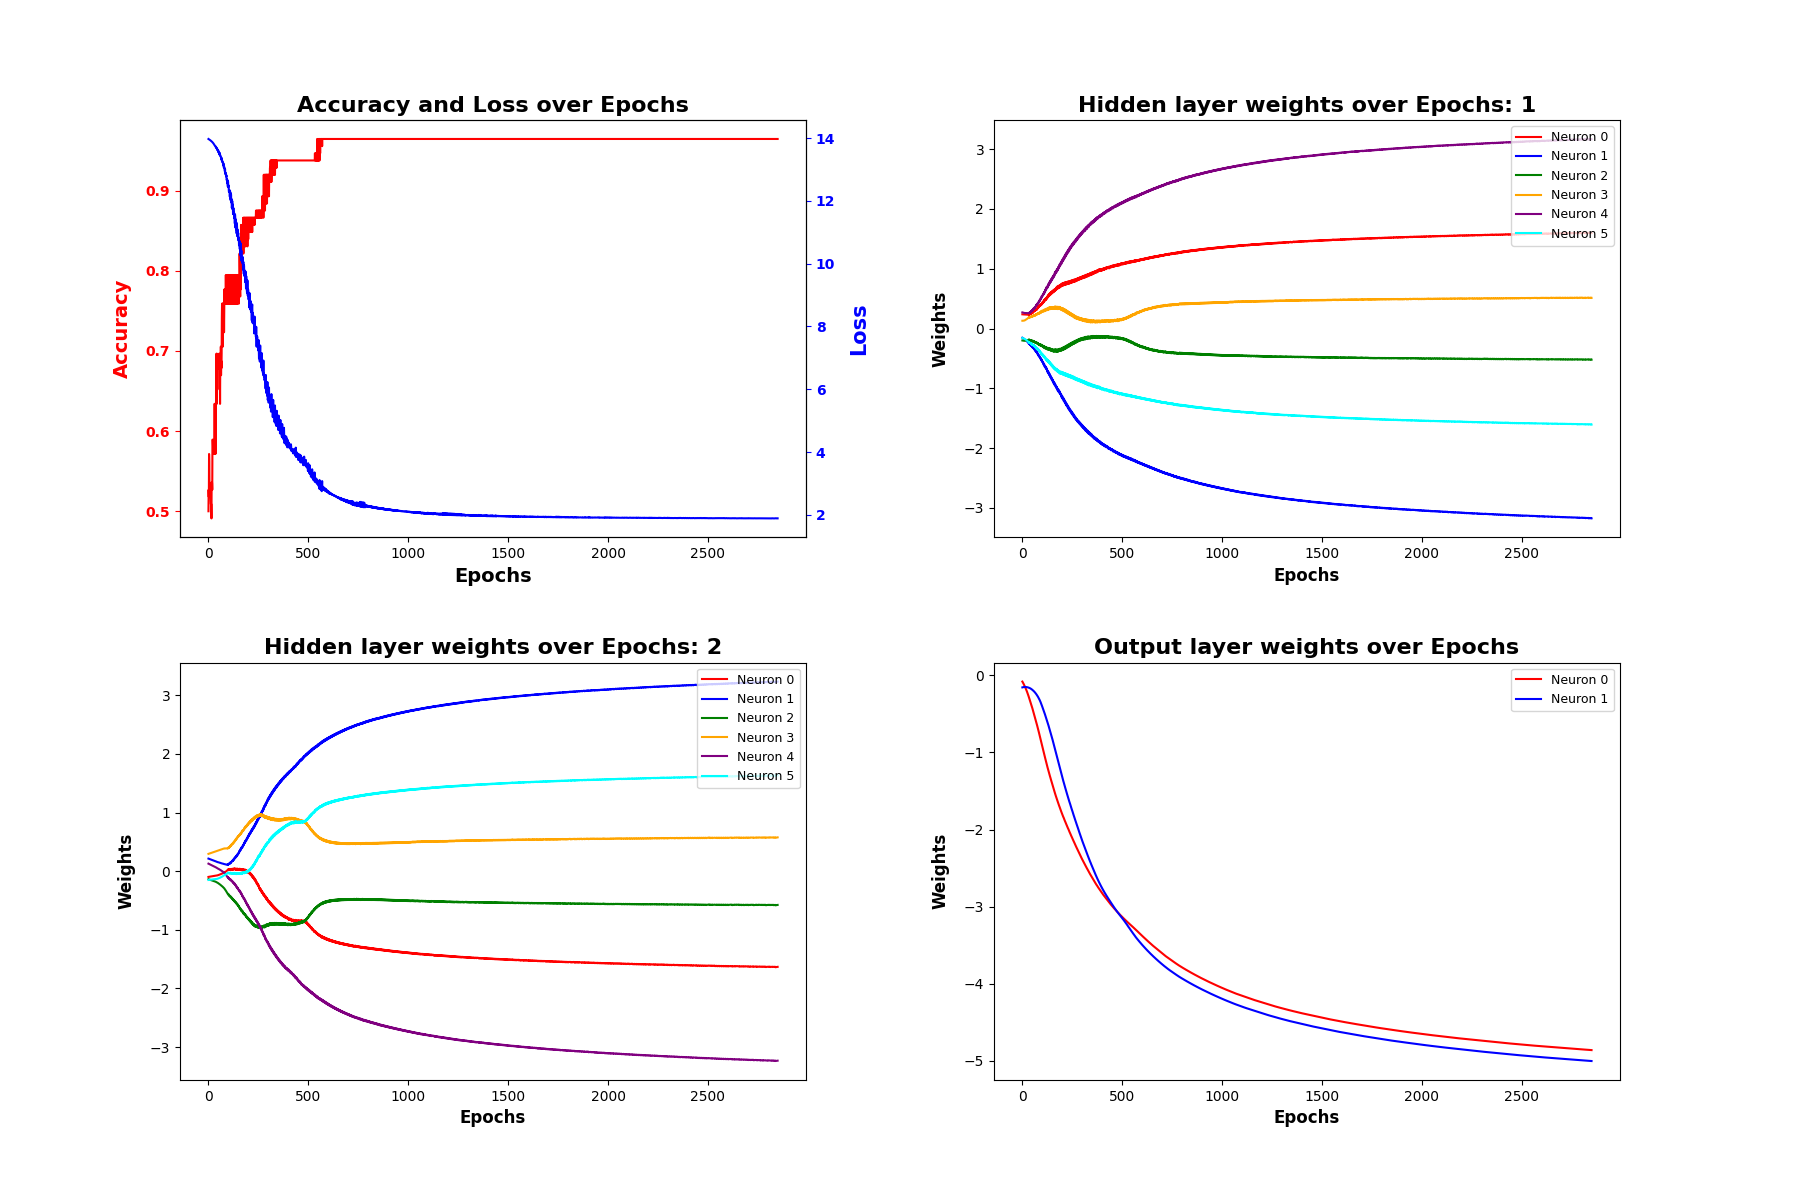 Accuracy and Loss over Epochs
Accuracy
0.9
0.8
0.7
0.6
0.5
14
12
10
8
6
4
2
Loss
0 500 1000 1500 2000 2500
Epochs
Hidden layer weights over Epochs: 1
Weights
3
2
1
0
−1
−2
−3
Neuron 0
Neuron 1
Neuron 2
Neuron 3
Neuron 4
Neuron 5
0 500 1000 1500 2000 2500
Epochs
Hidden layer weights over Epochs: 2
Weights
3
2
1
0
−1
−2
−3
Neuron 0
Neuron 1
Neuron 2
Neuron 3
Neuron 4
Neuron 5
0 500 1000 1500 2000 2500
Epochs
Output layer weights over Epochs
Weights
0
−1
−2
−3
−4
−5
Neuron 0
Neuron 1
0 500 1000 1500 2000 2500
Epochs